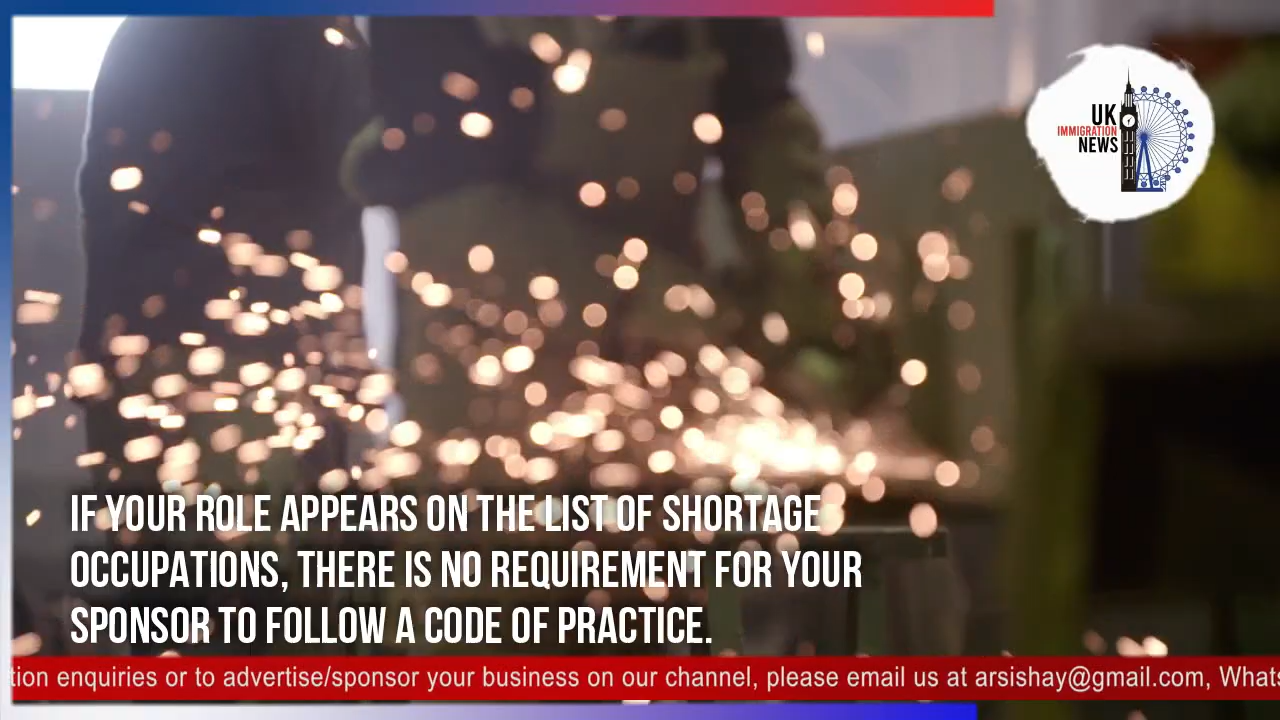 UK
IMMIGRATION
NEWS
IF YOUR ROLE APPEARS ON THE LIST OF SHORTAGE
OCCUPATIONS, THERE IS NO REQUIREMENT FOR YOUR
SPONSOR TO FOLLOW A CODE OF PRACTICE.
enquiries or to advertise/sponsor your business on our channel, please email us at arsishay@gmail.com,